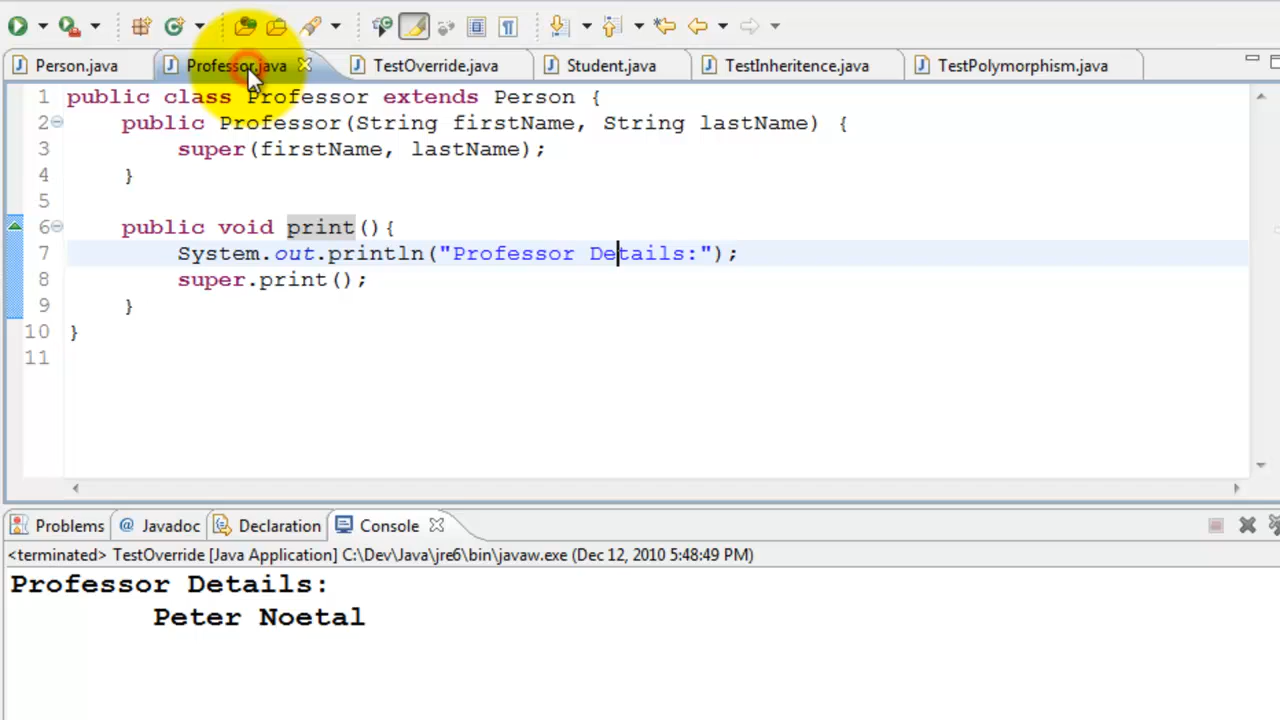 Person.java Professor.java TestOverride.java Student.java TestInheritence.java TestPolymorphism.java
1 public class Professor extends Person {
2 public Professor(String firstName, String lastName) {
3 super(firstName, lastName);
4 }
5
6 public void print(){
7 System.out.println("Professor Details:");
8 super.print();
9 }
10 }
11
Problems @ Javadoc Declaration Console
<terminated> TestOverride [Java Application] C:\Dev\Java\jre6\bin\javaw.exe (Dec 12, 2010 5:48:49 PM)
Professor Details:
Peter Noetal